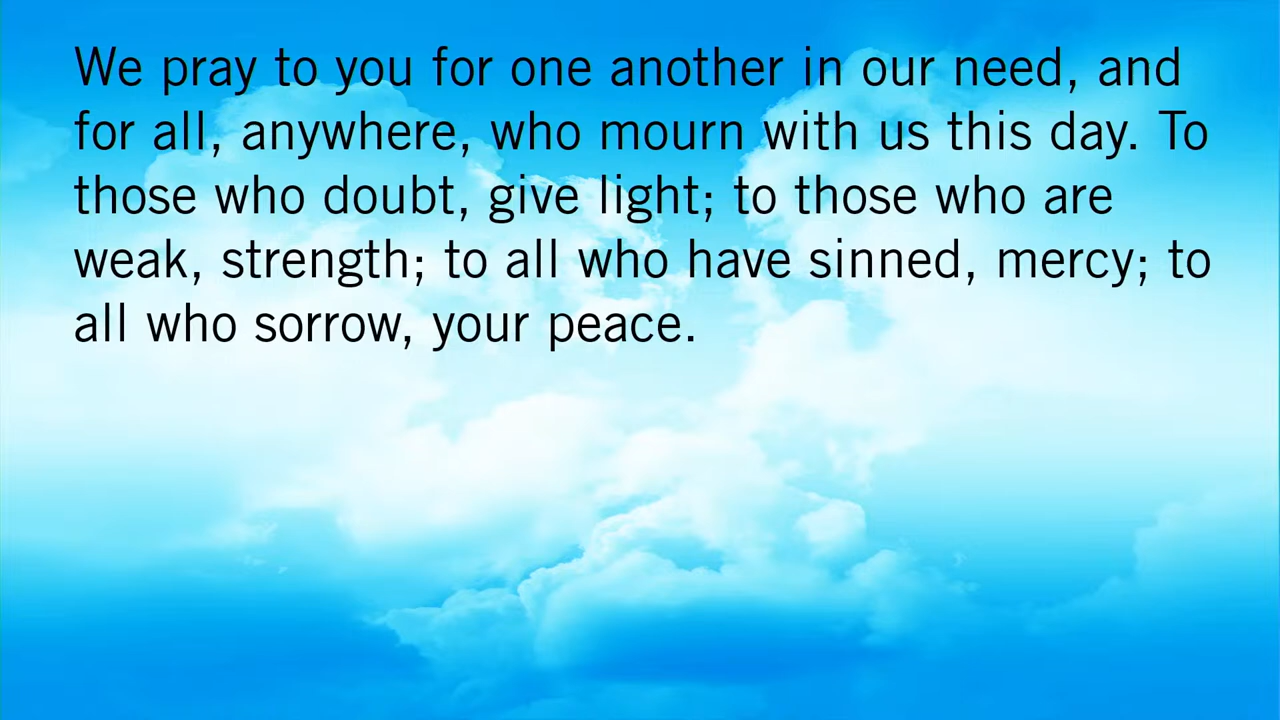 We pray to you for one another in our need, and
for all, anywhere, who mourn with us this day. To
those who doubt, give light; to those who are
weak, strength; to all who have sinned, mercy; to
all who sorrow, your peace.